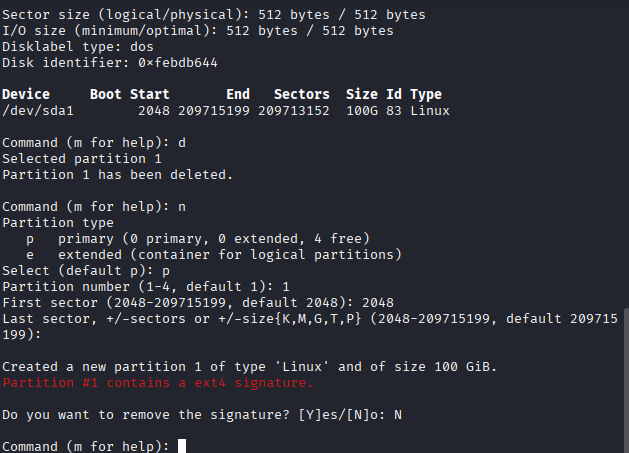 Sector size (logical/physical): 512 bytes / 512 bytes
I/O size (minimum/optimal): 512 bytes / 512 bytes
Disklabel type: dos
Disk identifier: 0×febdb644
Device     Boot Start       End   Sectors  Size Id Type
/dev/sda1        2048 209715199 209713152  100G 83 Linux
Command (m for help): d
Selected partition 1
Partition 1 has been deleted.
Command (m for help): n
Partition type
   p   primary (0 primary, 0 extended, 4 free)
   e   extended (container for logical partitions)
Select (default p): p
Partition number (1-4, default 1): 1
First sector (2048-209715199, default 2048): 2048
Last sector, +/-sectors or +/-size{K,M,G,T,P} (2048-209715199, default 209715
199):
Created a new partition 1 of type 'Linux' and of size 100 GiB.
Partition #1 contains a ext4 signature.
Do you want to remove the signature? [Y]es/[N]o: N
Command (m for help):